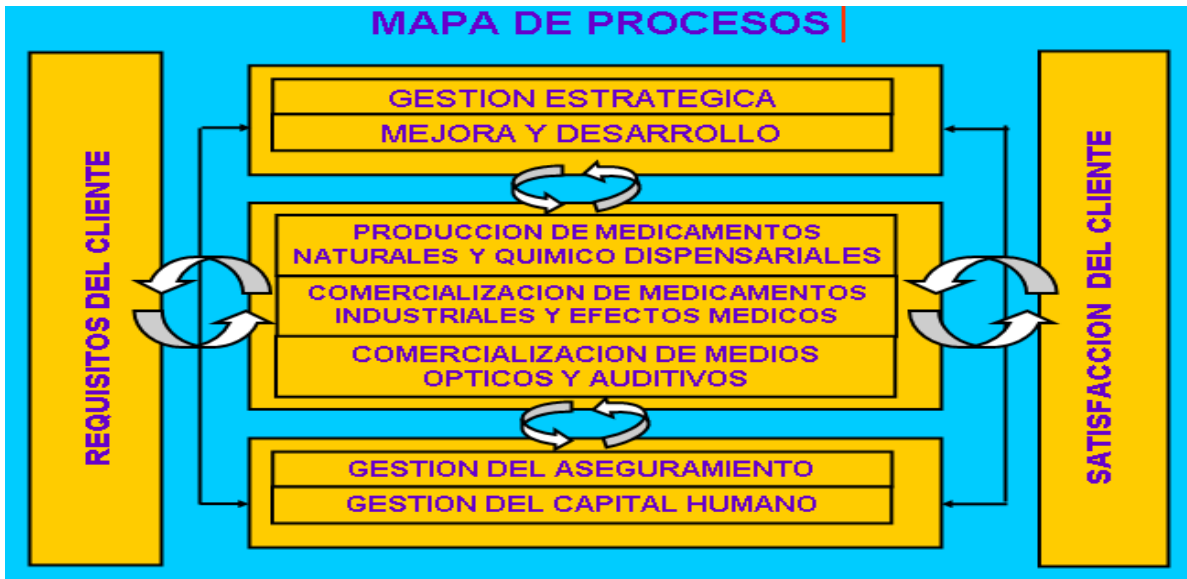 MAPA DE PROCESOS
REQUISITOS DEL CLIENTE
GESTION ESTRATEGICA
MEJORA Y DESARROLLO
PRODUCCION DE MEDICAMENTOS
NATURALES Y QUIMICO DISPENSARIALES
COMERCIALIZACION DE MEDICAMENTOS
INDUSTRIALES Y EFECTOS MEDICOS
COMERCIALIZACION DE MEDIOS
OPTICOS Y AUDITIVOS
GESTION DEL ASEGURAMIENTO
GESTION DEL CAPITAL HUMANO
SATISFACCION DEL CLIENTE